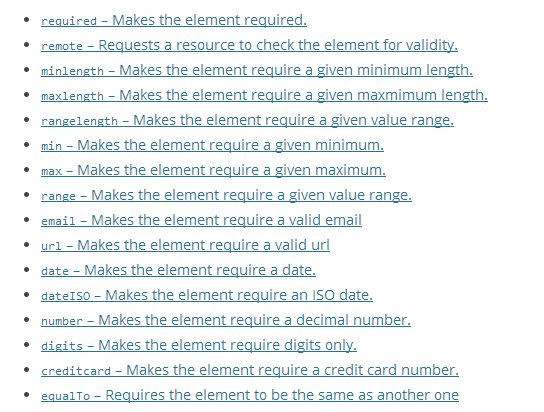 required – Makes the element required.
remote – Requests a resource to check the element for validity.
minlength – Makes the element require a given minimum length.
maxlength – Makes the element require a given maxmimum length.
rangelength – Makes the element require a given value range.
min – Makes the element require a given minimum.
max – Makes the element require a given maximum.
range – Makes the element require a given value range.
email – Makes the element require a valid email
url – Makes the element require a valid url
date – Makes the element require a date.
dateISO – Makes the element require an ISO date.
number – Makes the element require a decimal number.
digits – Makes the element require digits only.
creditcard – Makes the element require a credit card number.
equalTo – Requires the element to be the same as another one